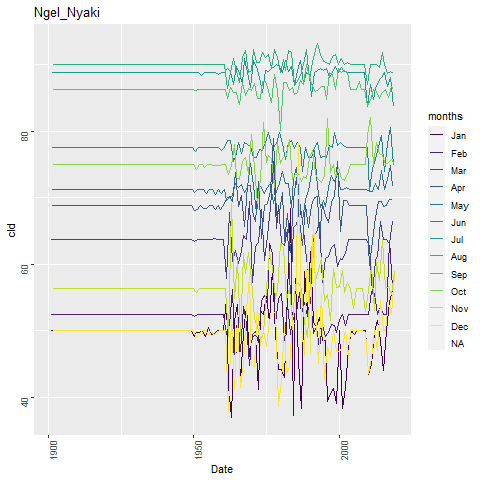 Ngel_Nyaki
cld
80
60
40
1900
1950
2000
Date
months
Jan
Feb
Mar
Apr
May
Jun
Jul
Aug
Sep
Oct
Nov
Dec
NA